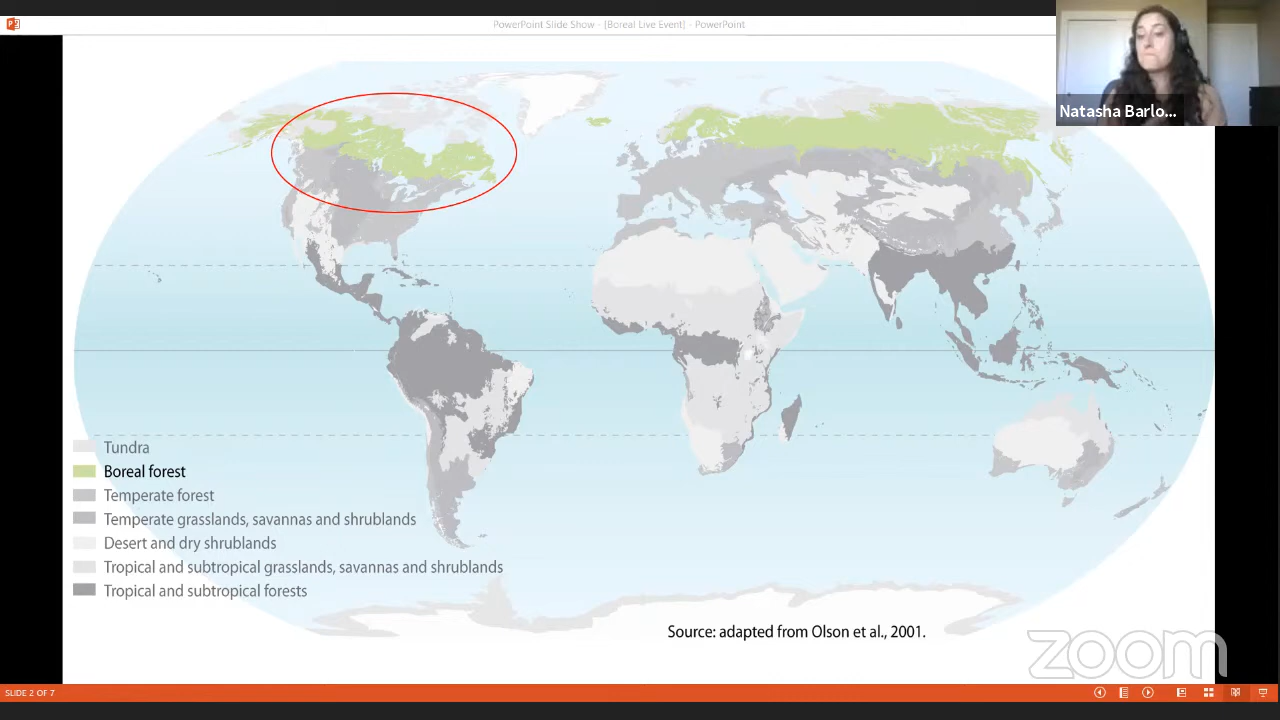 PowerPoint Slide Show - [Boreal Live Event] - PowerPoint
Natasha Barlo...
Tundra
Boreal forest
Temperate forest
Temperate grasslands, savannas and shrublands
Desert and dry shrublands
Tropical and subtropical grasslands, savannas and shrublands
Tropical and subtropical forests
Source: adapted from Olson et al., 2001.
zoom
SLIDE 2 OF 7